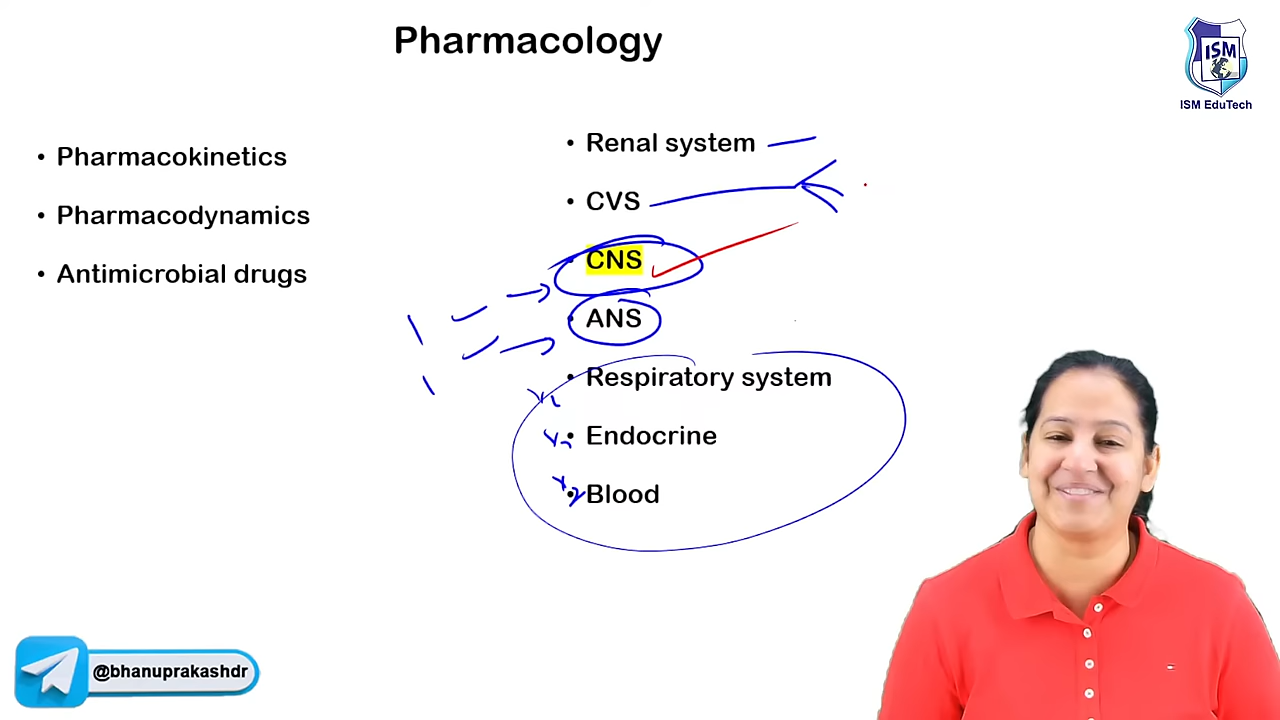 Pharmacology
ISM
ISM EduTech
• Pharmacokinetics
• Pharmacodynamics
• Antimicrobial drugs
• Renal system
• CVS
• CNS
• ANS
• Respiratory system
• Endocrine
• Blood
@bhanuprakashdr